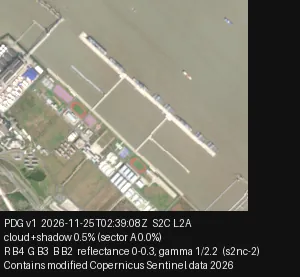 PDG v1 2026-11-25T02:39:08Z S2C L2A
cloud+shadow 0.5% (sector A 0.0%)
R B4 G B3 B B2 reflectance 0-0.3, gamma 1/2.2 (s2nc-2)
Contains modified Copernicus Sentinel data 2026